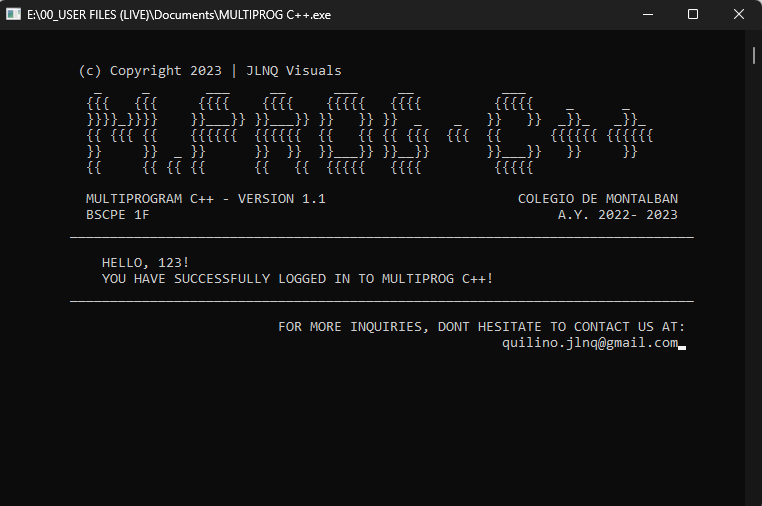 E:\00_USER FILES (LIVE)\Documents\MULTIPROG C++.exe
(c) Copyright 2023 | JLNQ Visuals
M.PROG - C++
MULTIPROGRAM C++ - VERSION 1.1 COLEGIO DE MONTALBAN
BSCPE 1F A.Y. 2022- 2023
HELLO, 123!
YOU HAVE SUCCESSFULLY LOGGED IN TO MULTIPROG C++!
FOR MORE INQUIRIES, DONT HESITATE TO CONTACT US AT:
quilino.jlnq@gmail.com